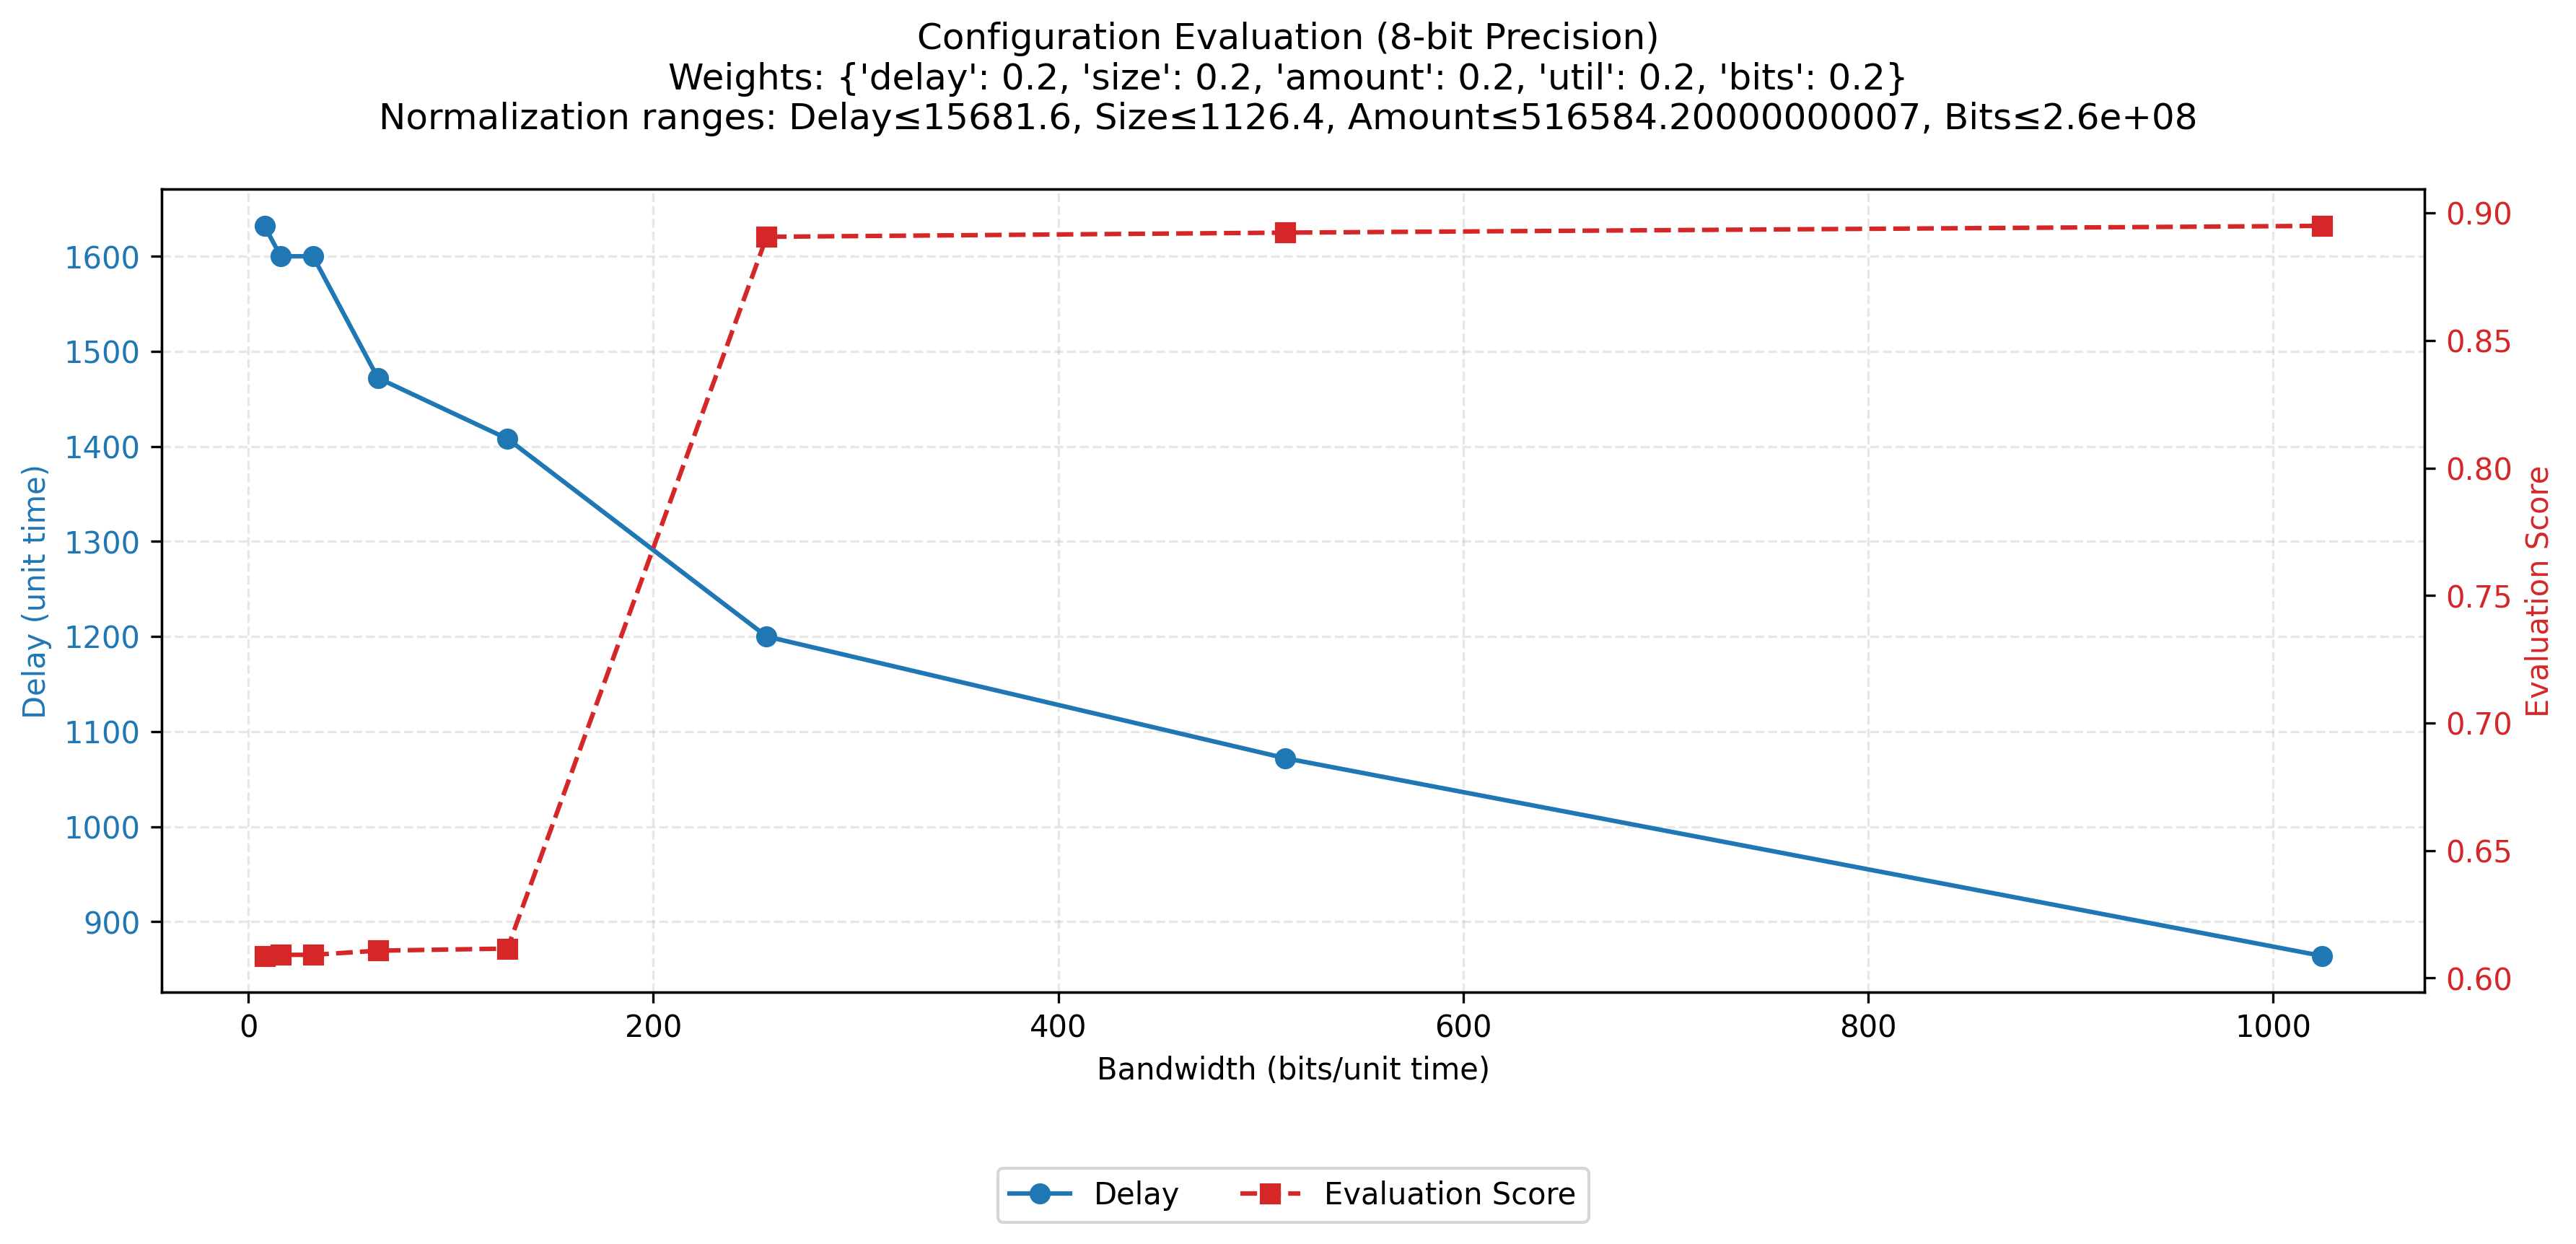 Configuration Evaluation (8-bit Precision)
Weights: {'delay': 0.2, 'size': 0.2, 'amount': 0.2, 'util': 0.2, 'bits': 0.2}
Normalization ranges: Delay≤15681.6, Size≤1126.4, Amount≤516584.20000000007, Bits≤2.6e+08
Delay (unit time)
1600
1500
1400
1300
1200
1100
1000
900
0.90
0.85
0.80
0.75
0.70
0.65
0.60
Evaluation Score
0 200 400 600 800 1000
Bandwidth (bits/unit time)
Delay Evaluation Score